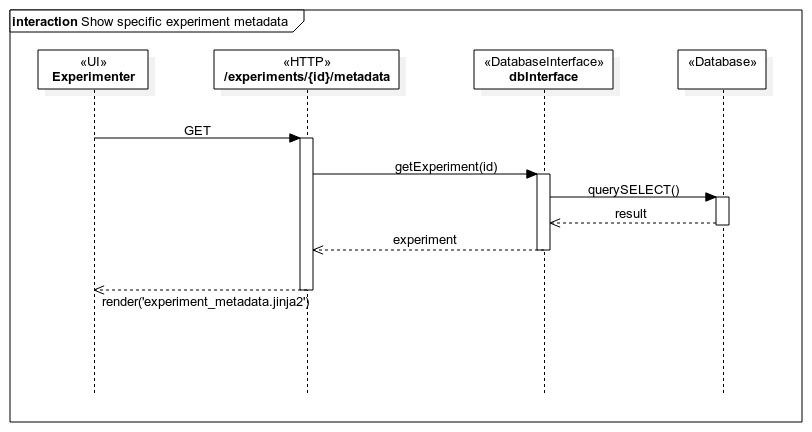 interaction Show specific experiment metadata
«UI»
Experimenter
«HTTP»
/experiments/{id}/metadata
«DatabaseInterface»
dbInterface
«Database»
GET
getExperiment(id)
querySELECT()
result
experiment
render('experiment_metadata.jinja2')